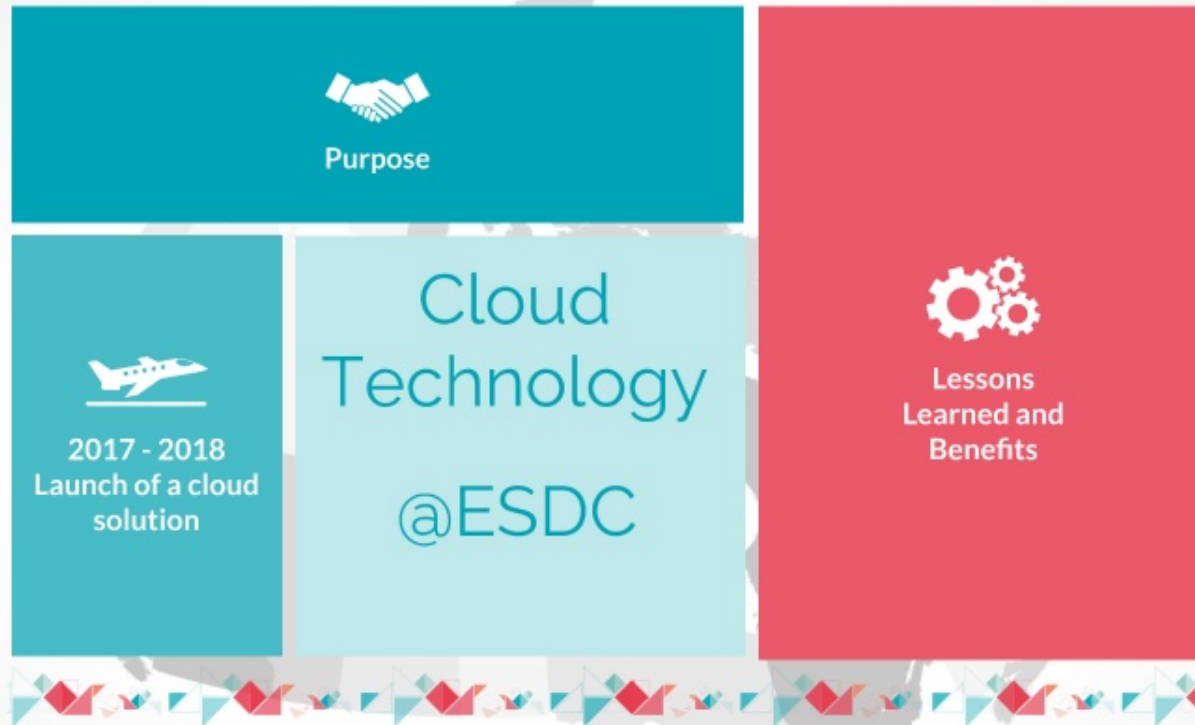 Purpose
2017 - 2018
Launch of a cloud
solution
Cloud
Technology
@ESDC
Lessons
Learned and
Benefits